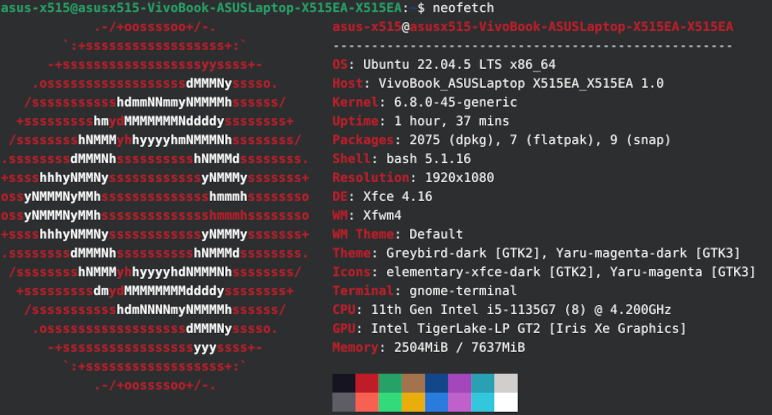 asus-x515@asusx515-VivoBook-ASUSLaptop-X515EA-X515EA:~$ neofetch
.-/+oossssoo+/-. asus-x515@asusx515-VivoBook-ASUSLaptop-X515EA-X515EA
`:+ssssssssssssssssss+:` -----------------------------------------------------
-+ssssssssssssssssssyyssss+- OS: Ubuntu 22.04.5 LTS x86_64
.ossssssssssssssssssdMMMNysssso. Host: VivoBook_ASUSLaptop X515EA_X515EA 1.0
/ssssssssssshdmmNNmmyNMMMMhssssss/ Kernel: 6.8.0-45-generic
+ssssssssshmydMMMMMMMNddddyssssssss+ Uptime: 1 hour, 37 mins
/sssssssshNMMMyhhyyyyhmNMMMNhssssssss/ Packages: 2075 (dpkg), 7 (flatpak), 9 (snap)
.ssssssssdMMMNhsssssssssshNMMMdssssssss. Shell: bash 5.1.16
+sssshhhyNMMNyssssssssssssyNMMMysssssss+ Resolution: 1920x1080
ossyNMMMNyMMhsssssssssssssshmmmhssssssso DE: Xfce 4.16
ossyNMMMNyMMhsssssssssssssshmmmhssssssso WM: Xfwm4
+sssshhhyNMMNyssssssssssssyNMMMysssssss+ WM Theme: Default
.ssssssssdMMMNhsssssssssshNMMMdssssssss. Theme: Greybird-dark [GTK2], Yaru-magenta-dark [GTK3]
/sssssssshNMMMyhhyyyyhdNMMMNhssssssss/ Icons: elementary-xfce-dark [GTK2], Yaru-magenta [GTK3]
+sssssssssdmydMMMMMMMMddddyssssssss+ Terminal: gnome-terminal
/ssssssssssshdmNNNNmyNMMMMhssssss/ CPU: 11th Gen Intel i5-1135G7 (8) @ 4.200GHz
.ossssssssssssssssssdMMMNysssso. GPU: Intel TigerLake-LP GT2 [Iris Xe Graphics]
-+sssssssssssssssssyyyssss+- Memory: 2504MiB / 7637MiB
`:+ssssssssssssssssss+:`
.-/+oossssoo+/-.